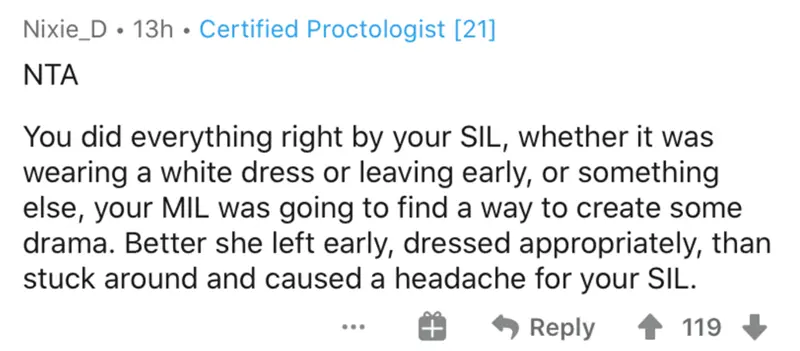 Nixie_D • 13h • Certified Proctologist [21]
NTA
You did everything right by your SIL, whether it was
wearing a white dress or leaving early, or something
else, your MIL was going to find a way to create some
drama. Better she left early, dressed appropriately, than
stuck around and caused a headache for your SIL.
... Reply 119